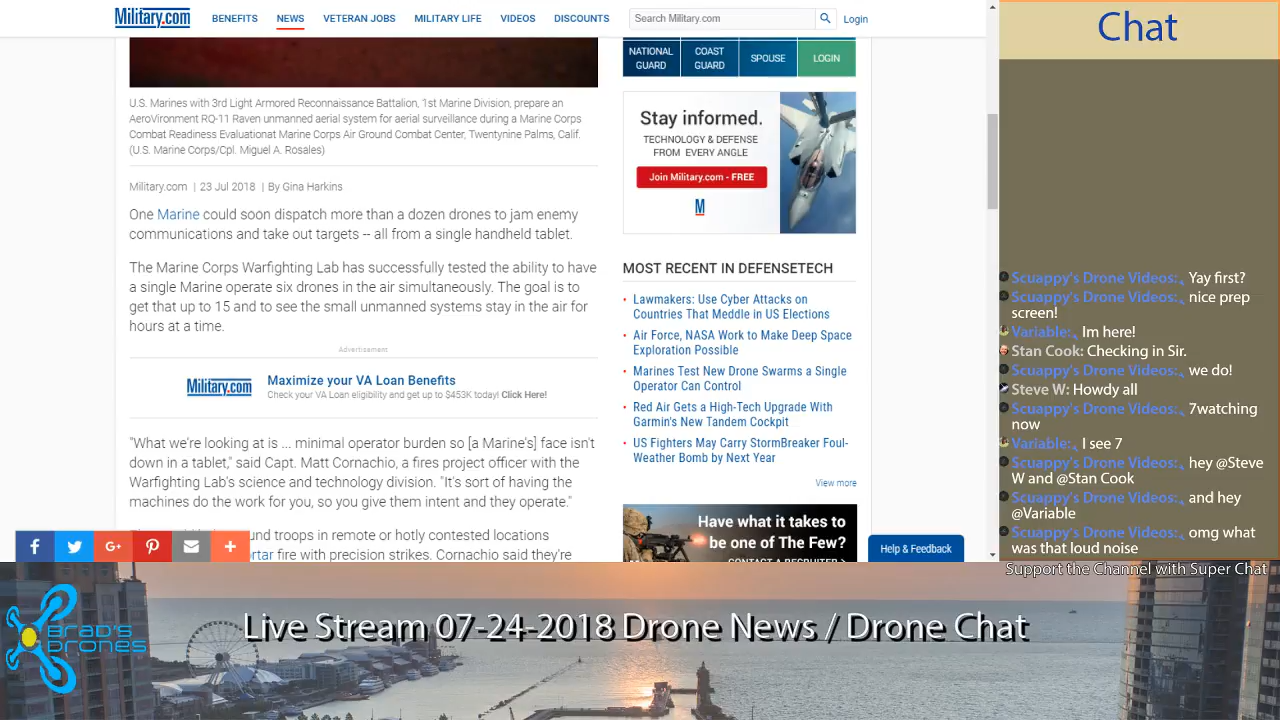 Military.com
BENEFITS
NEWS
VETERAN JOBS
MILITARY LIFE
VIDEOS
DISCOUNTS
Search Military.com
Login
NATIONAL
GUARD
COAST
GUARD
SPOUSE
LOGIN
U.S. Marines with 3rd Light Armored Reconnaissance Battalion, 1st Marine Division, prepare an
AeroVironment RQ-11 Raven unmanned aerial system for aerial surveillance during a Marine Corps
Combat Readiness Evaluationat Marine Corps Air Ground Combat Center, Twentynine Palms, Calif.
(U.S. Marine Corps/Cpl. Miguel A. Rosales)
Military.com | 23 Jul 2018 | By Gina Harkins
One Marine could soon dispatch more than a dozen drones to jam enemy
communications and take out targets -- all from a single handheld tablet.
The Marine Corps Warfighting Lab has successfully tested the ability to have
a single Marine operate six drones in the air simultaneously. The goal is to
get that up to 15 and to see the small unmanned systems stay in the air for
hours at a time.
Advertisement
Military.com
Maximize your VA Loan Benefits
Check your VA Loan eligibility and get up to $453K today! Click Here!
"What we're looking at is ... minimal operator burden so [a Marine's] face isn't
down in a tablet," said Capt. Matt Cornachio, a fires project officer with the
Warfighting Lab's science and technology division. "It's sort of having the
machines do the work for you, so you give them intent and they operate."
und troops in remote or hotly contested locations
rtar fire with precision strikes. Cornachio said they're
Stay informed.
TECHNOLOGY & DEFENSE
FROM EVERY ANGLE
Join Military.com - FREE
M
MOST RECENT IN DEFENSETECH
Lawmakers: Use Cyber Attacks on
Countries That Meddle in US Elections
Air Force, NASA Work to Make Deep Space
Exploration Possible
Marines Test New Drone Swarms a Single
Operator Can Control
Red Air Gets a High-Tech Upgrade With
Garmin's New Tandem Cockpit
US Fighters May Carry StormBreaker Foul-
Weather Bomb by Next Year
View more
Have what it takes to
be one of The Few?
CONTACT A RECRUITER >
Help & Feedback
Chat
Scuappy's Drone Videos: Yay first?
Scuappy's Drone Videos: nice prep
screen!
Variable: Im here!
Stan Cook: Checking in Sir.
Scuappy's Drone Videos: we do!
Steve W: Howdy all
Scuappy's Drone Videos: 7watching
now
Variable: I see 7
Scuappy's Drone Videos: hey @Steve
W and @Stan Cook
Scuappy's Drone Videos: and hey
@Variable
Scuappy's Drone Videos: omg what
was that loud noise
Support the Channel with Super Chat
BRAD'S
DRONES
Live Stream 07-24-2018 Drone News / Drone Chat